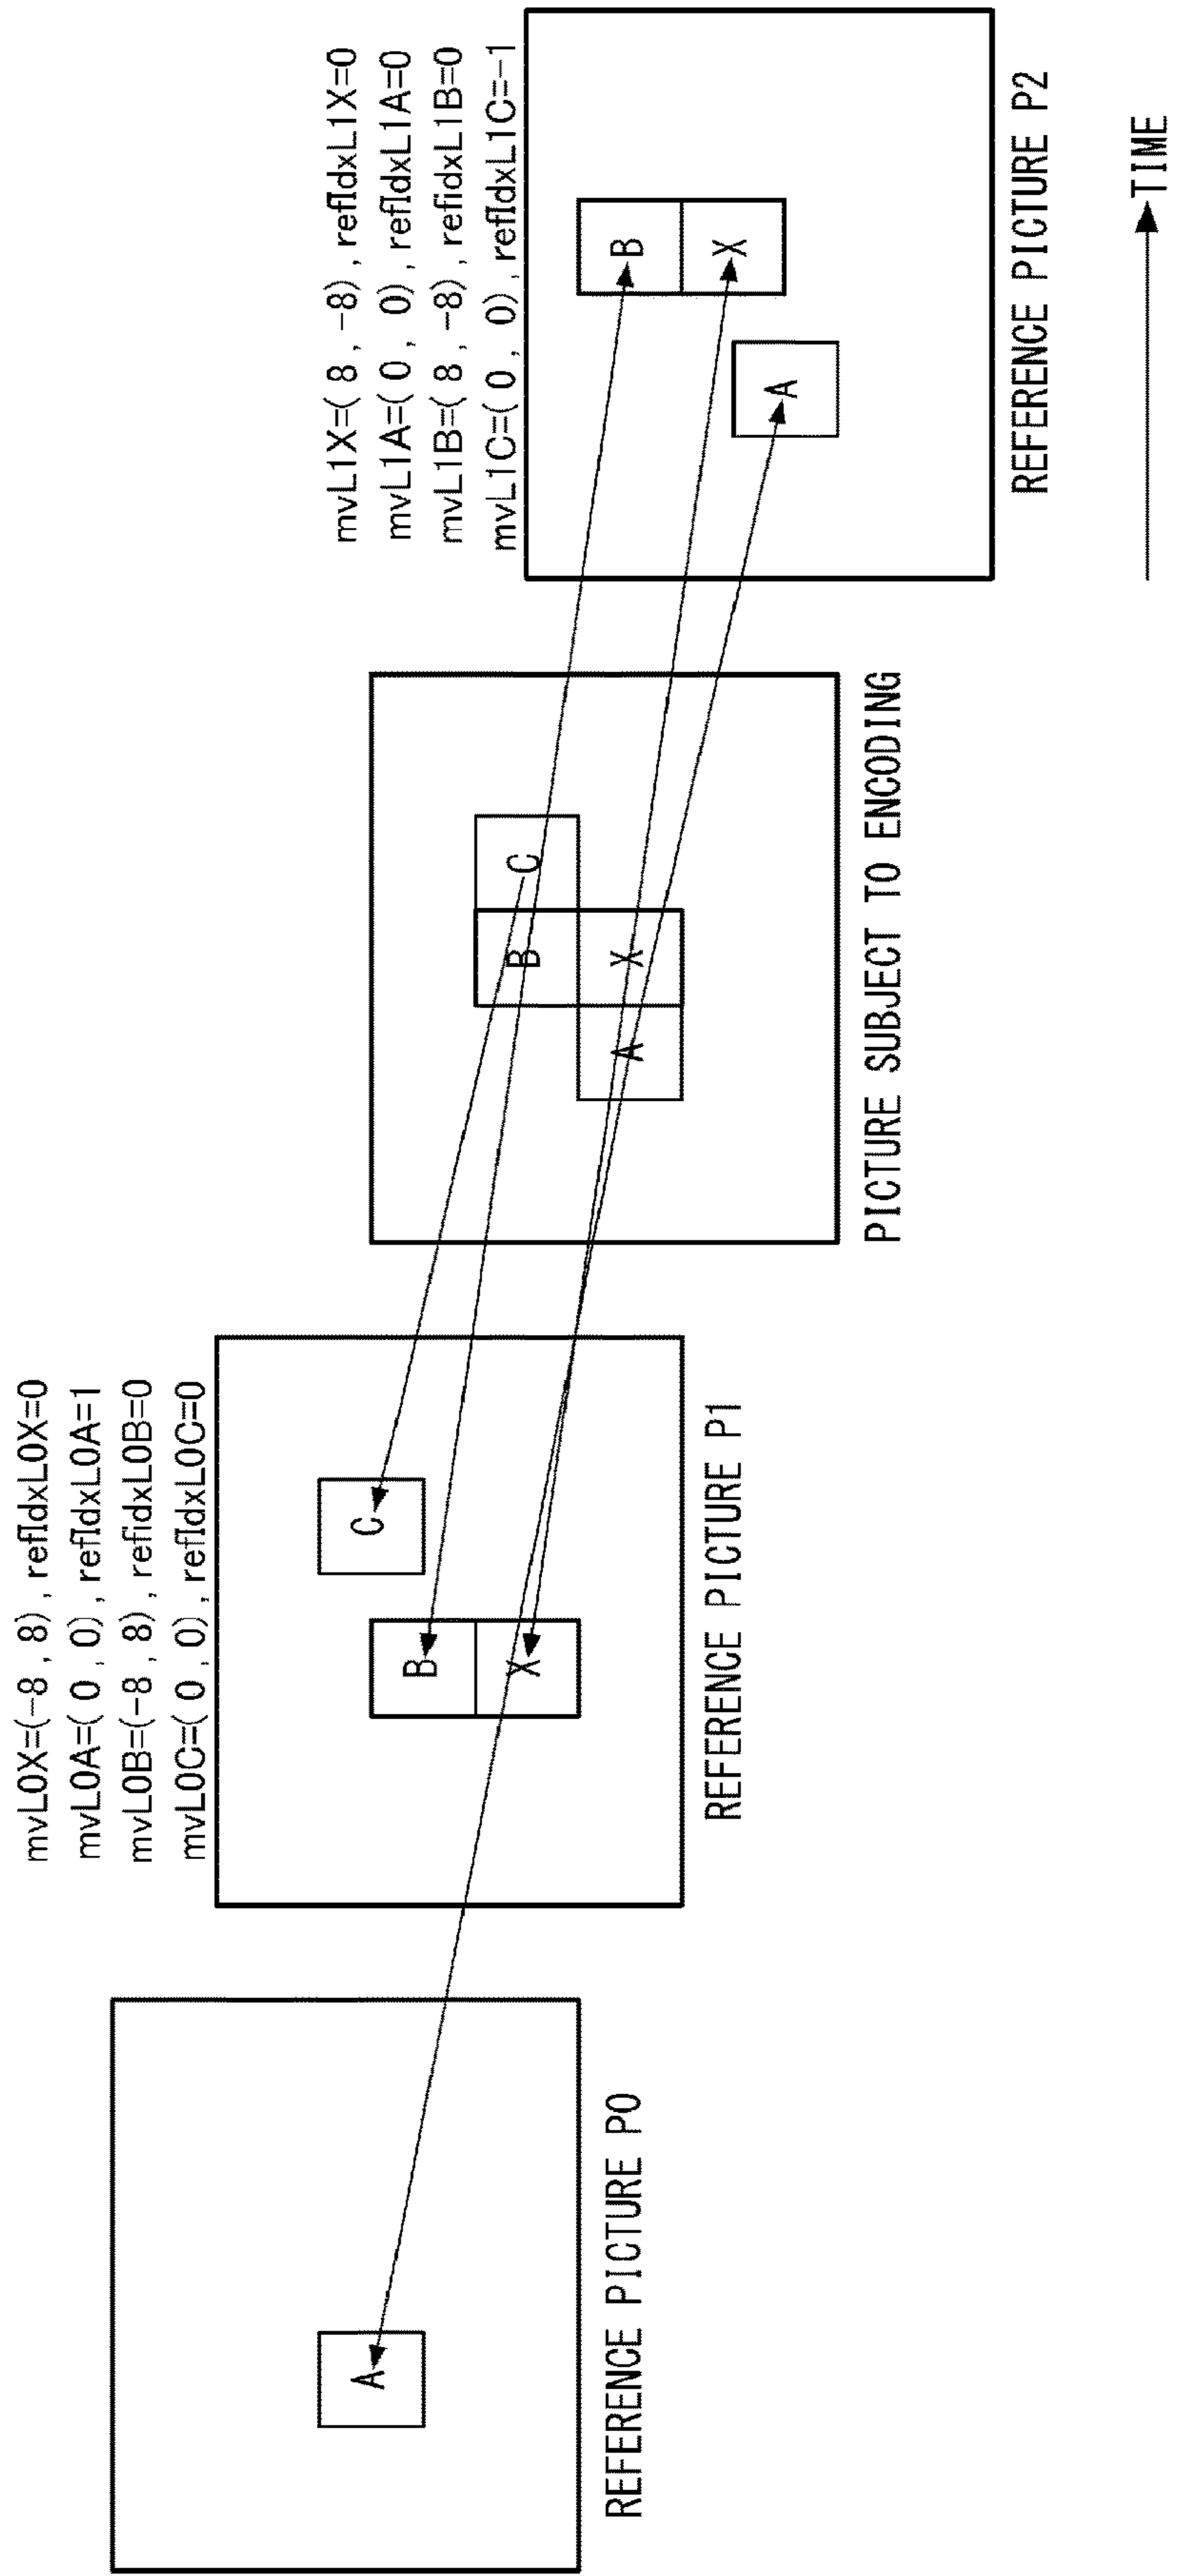 mvL0X=(-8, 8), refIdxL0X=0
mvL0A=( 0, 0), refIdxL0A=1
mvL0B=(-8, 8), refidxL0B=0
mvL0C=( 0, 0), refIdxL0C=0
mvL1X=( 8, -8), refIdxL1X=0
mvL1A=( 0, 0), refIdxL1A=0
mvL1B=( 8, -8), refidxL1B=0
mvL1C=( 0, 0), refIdxL1C=-1
A
REFERENCE PICTURE P0
B
C
X
REFERENCE PICTURE P1
B C
A X
PICTURE SUBJECT TO ENCODING
B
X
A
REFERENCE PICTURE P2
TIME